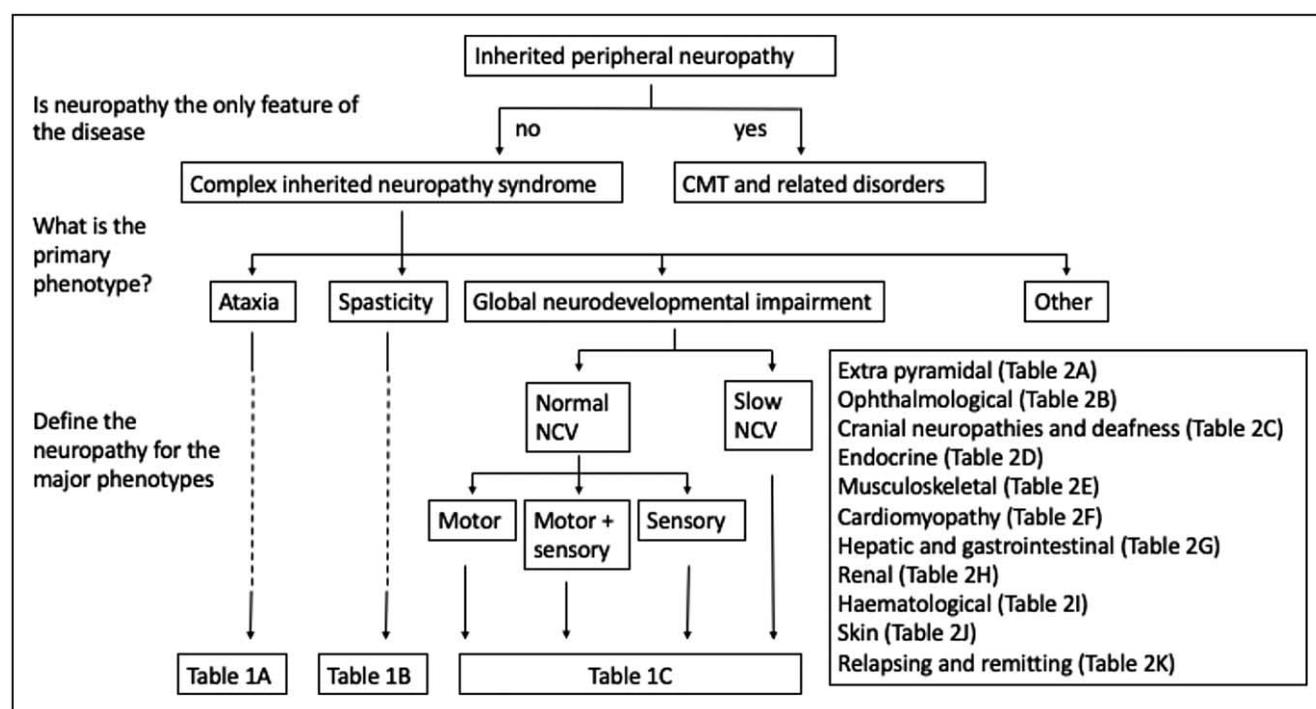 Inherited peripheral neuropathy
Is neuropathy the only feature of
the disease
no
yes
Complex inherited neuropathy syndrome
CMT and related disorders
What is the
primary
phenotype?
Ataxia
Spasticity
Global neurodevelopmental impairment
Other
Define the
neuropathy for the
major phenotypes
Normal
NCV
Slow
NCV
Motor
Motor +
sensory
Sensory
Table 1A
Table 1B
Table 1C
Extra pyramidal (Table 2A)
Ophthalmological (Table 2B)
Cranial neuropathies and deafness (Table 2C)
Endocrine (Table 2D)
Musculoskeletal (Table 2E)
Cardiomyopathy (Table 2F)
Hepatic and gastrointestinal (Table 2G)
Renal (Table 2H)
Haematological (Table 2I)
Skin (Table 2J)
Relapsing and remitting (Table 2K)